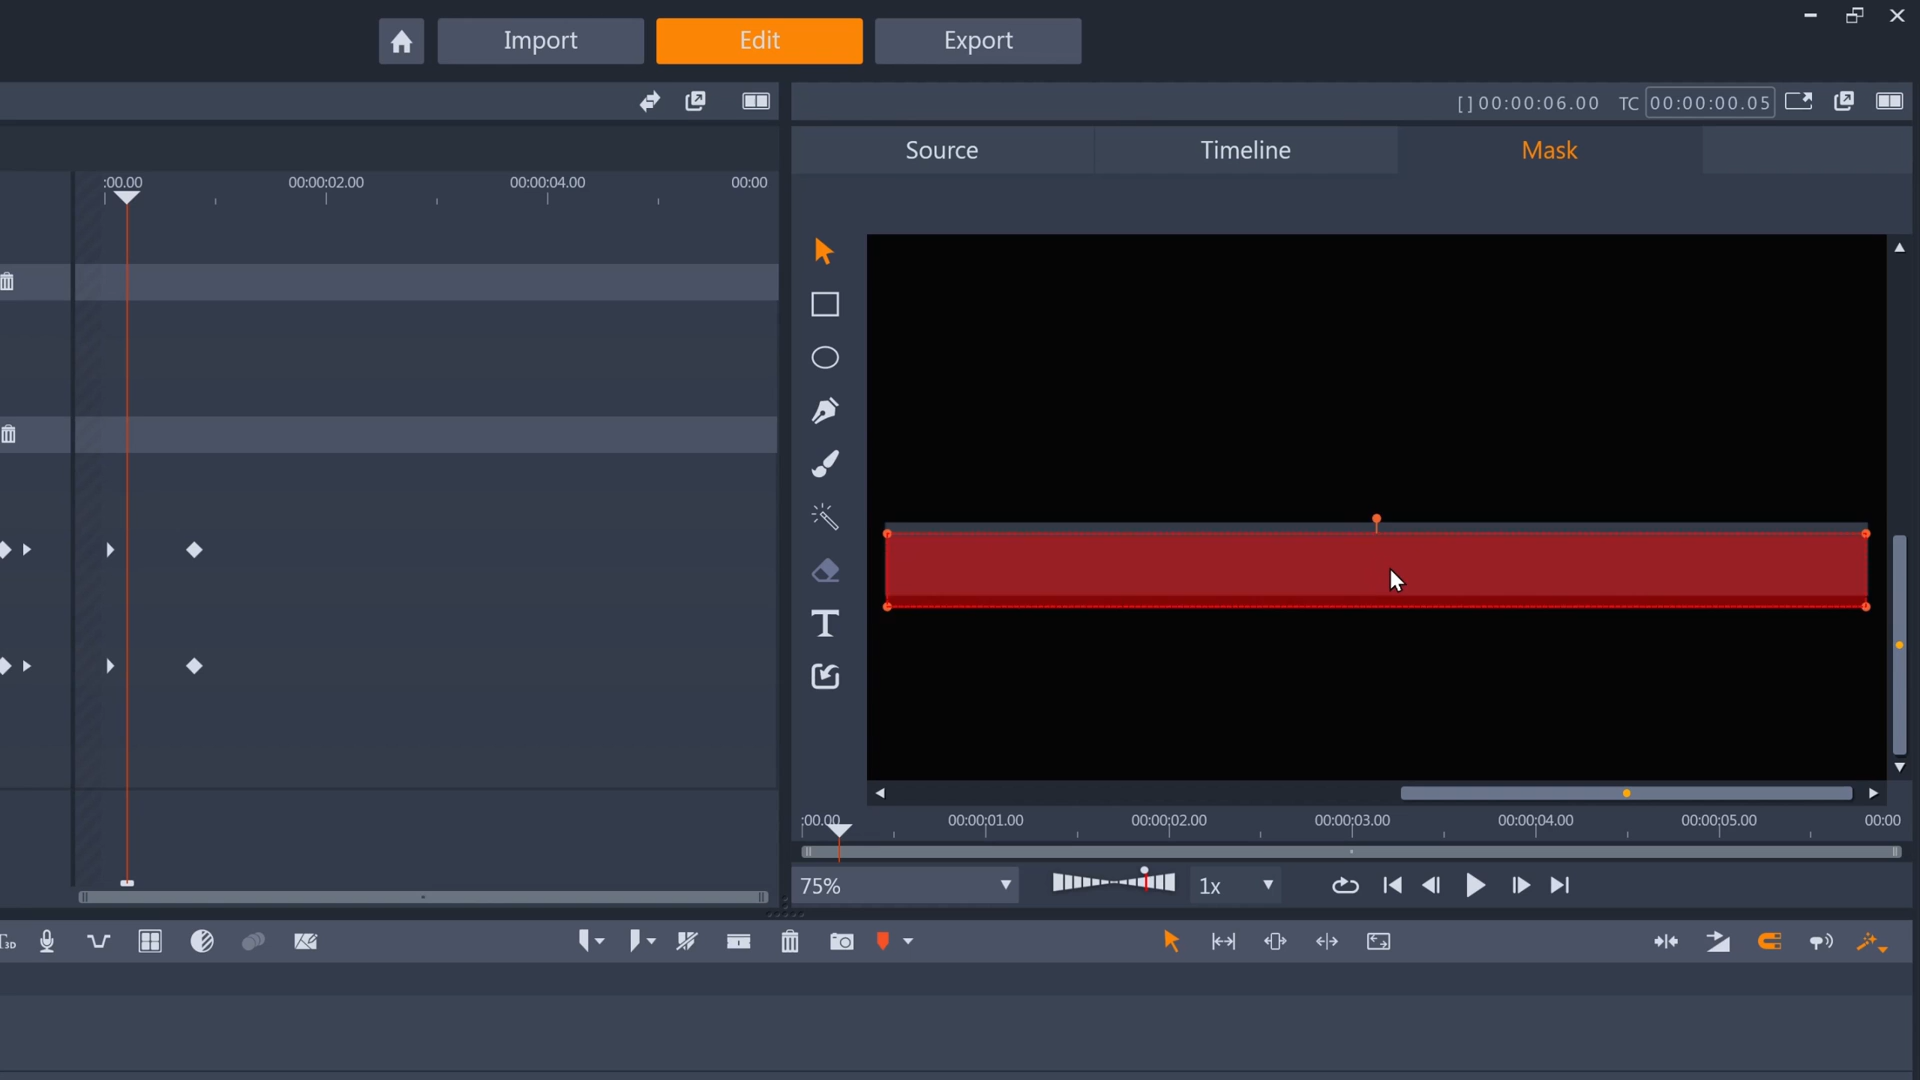 Import
Edit
Export
[ ] 00:00:06.00
TC 00:00:00.05
Source
Timeline
Mask
:00.00
00:00:02.00
00:00:04.00
00:00
T
:00.00
00:00:01.00
00:00:02.00
00:00:03.00
00:00:04.00
00:00:05.00
00:00
75%
1x
T3D